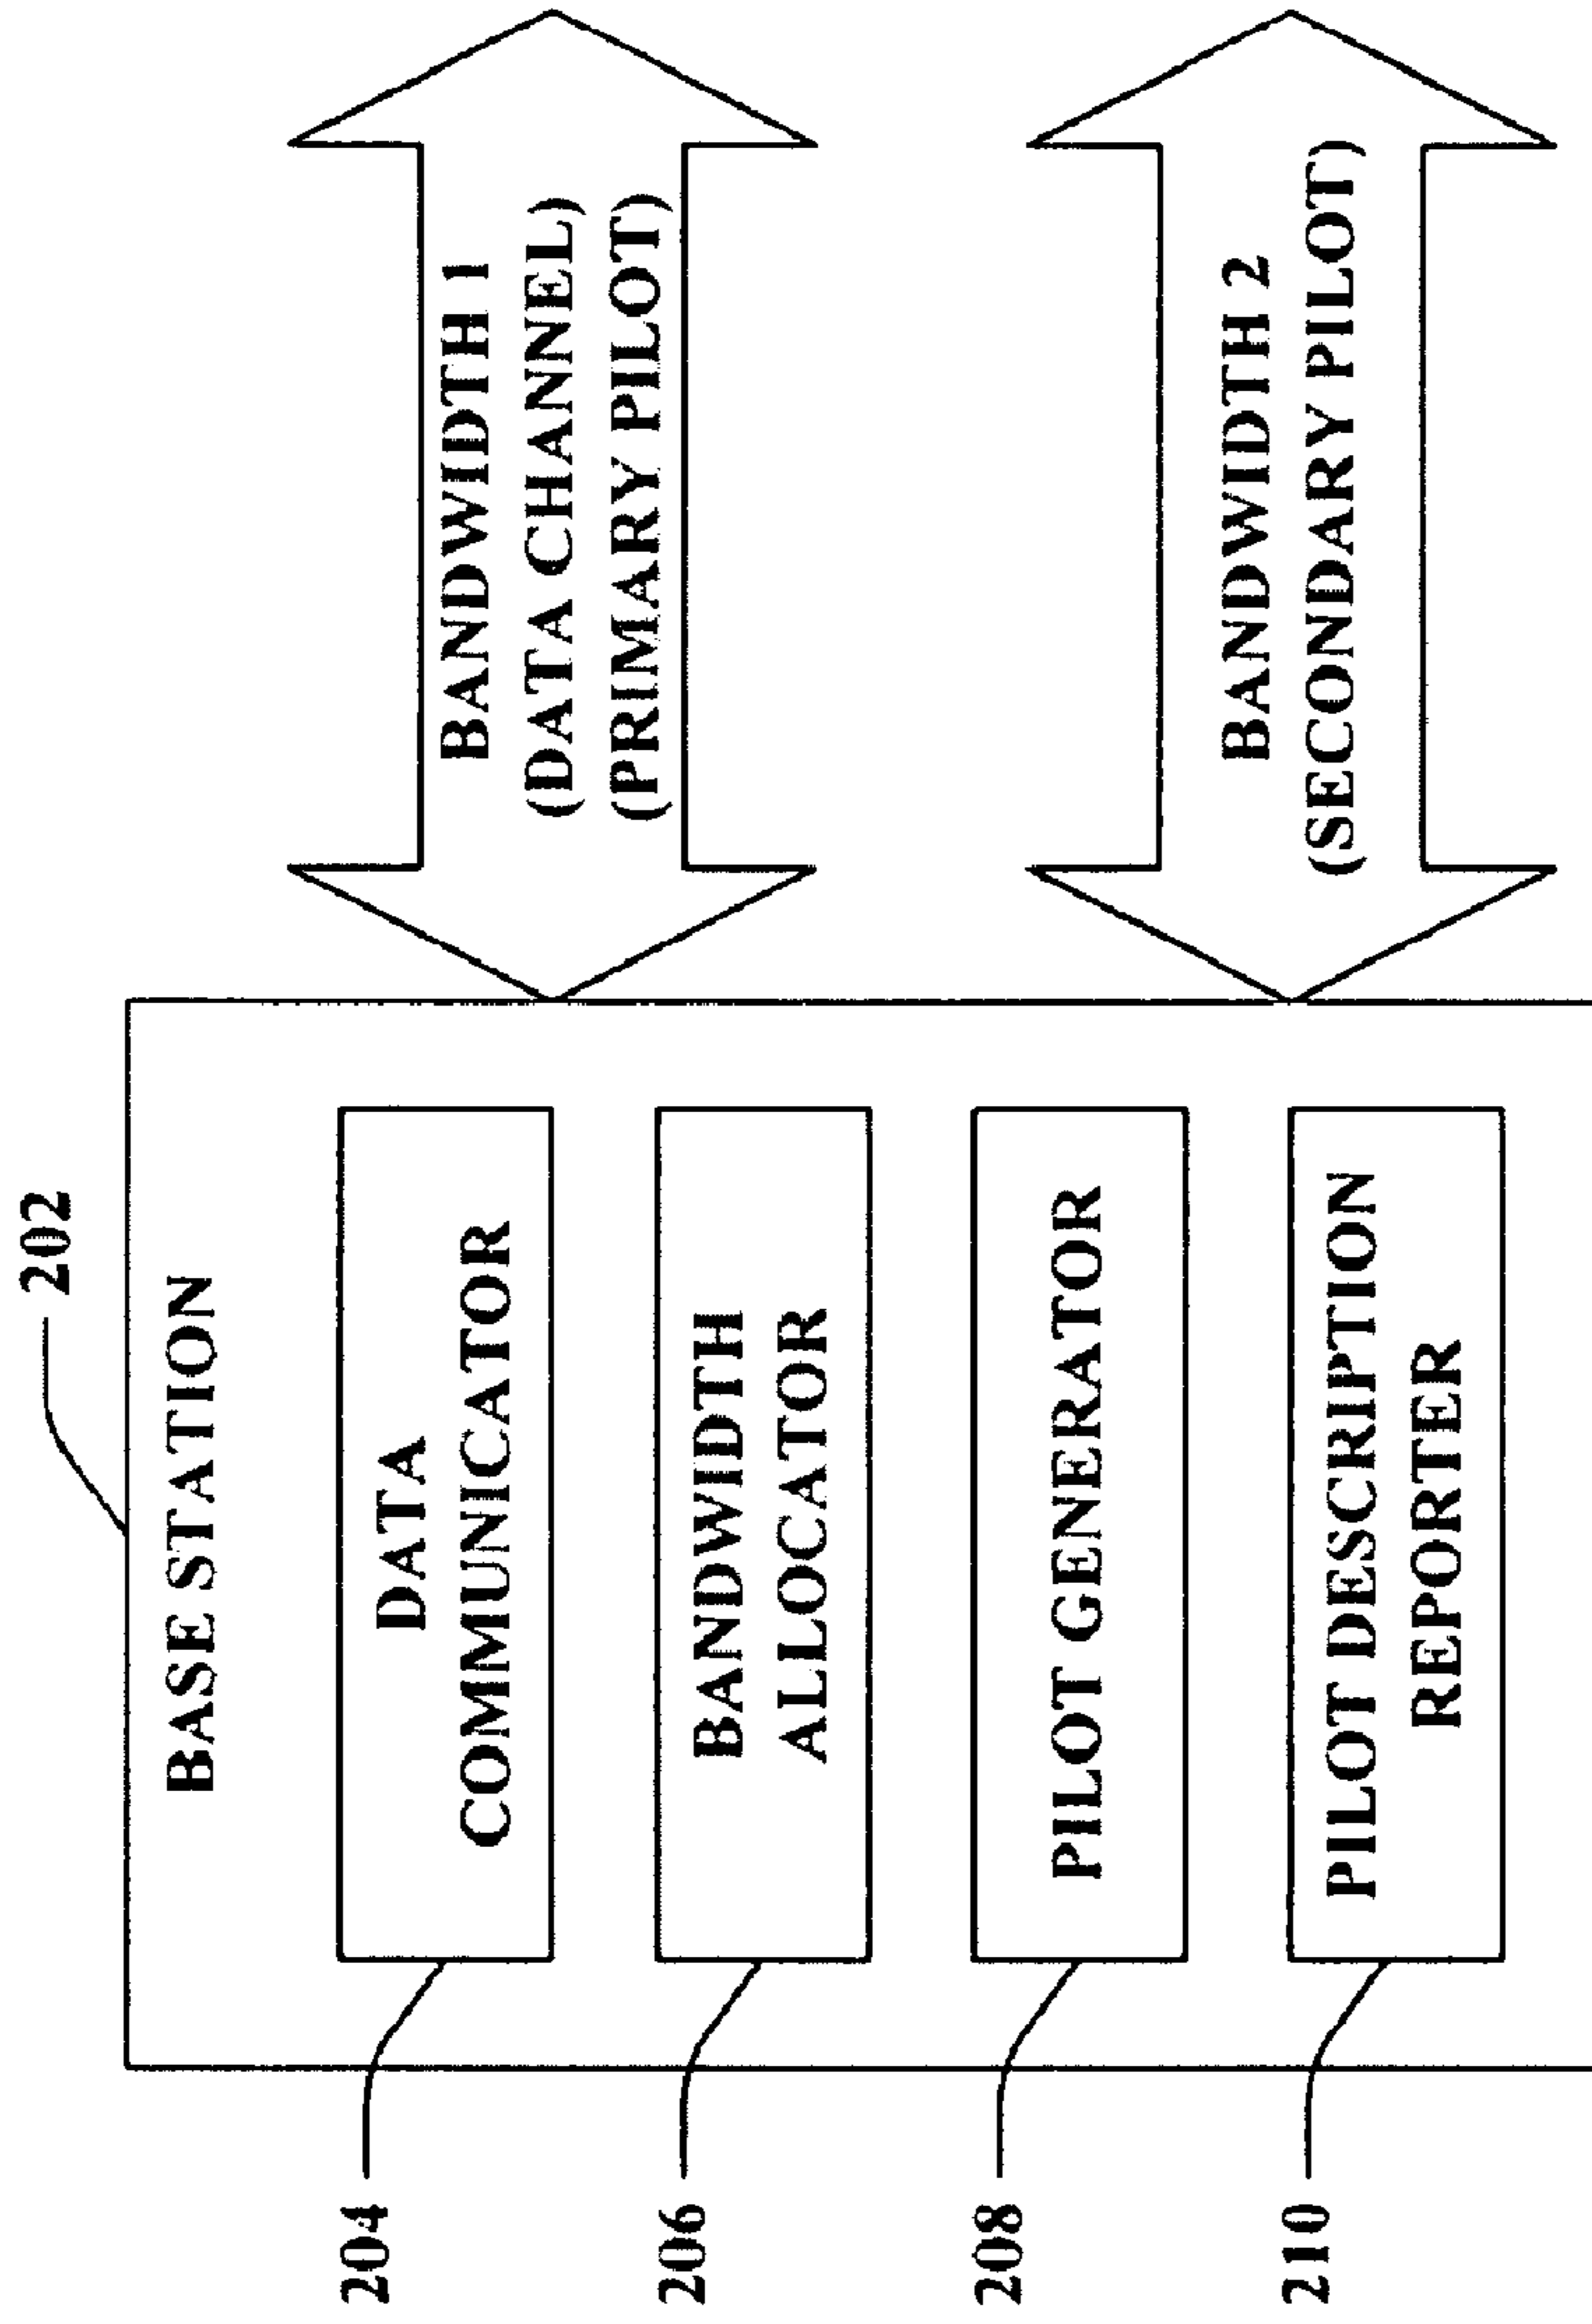 202
BASE STATION
204
DATA
COMMUNICATOR
206
BANDWIDTH
ALLOCATOR
208
PILOT GENERATOR
210
PILOT DESCRIPTION
REPORTER
BANDWIDTH 1
(DATA CHANNEL)
(PRIMARY PILOT)
BANDWIDTH 2
(SECONDARY PILOT)